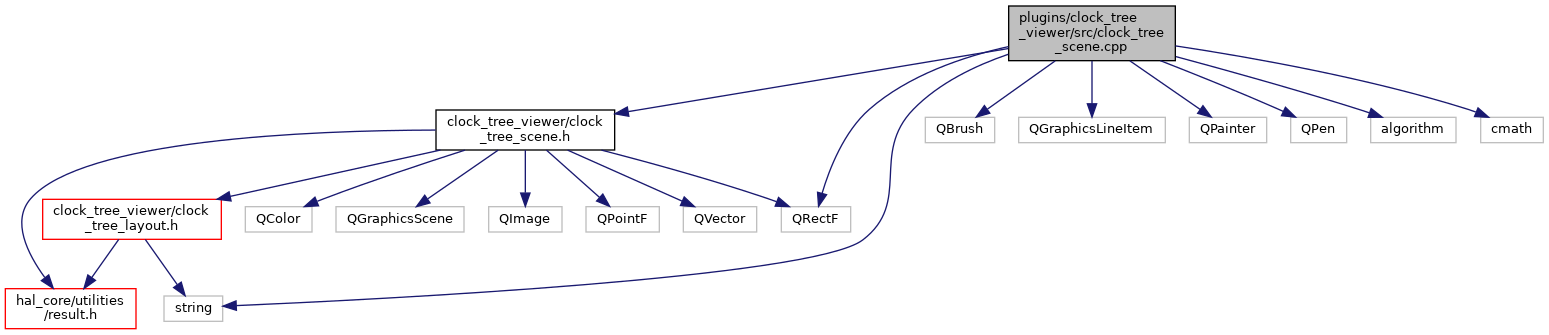 plugins/clock_tree
_viewer/src/clock_tree
_scene.cpp
clock_tree_viewer/clock
_tree_scene.h
QBrush
QGraphicsLineItem
QPainter
QPen
algorithm
cmath
clock_tree_viewer/clock
_tree_layout.h
QColor
QGraphicsScene
QImage
QPointF
QVector
QRectF
hal_core/utilities
/result.h
string